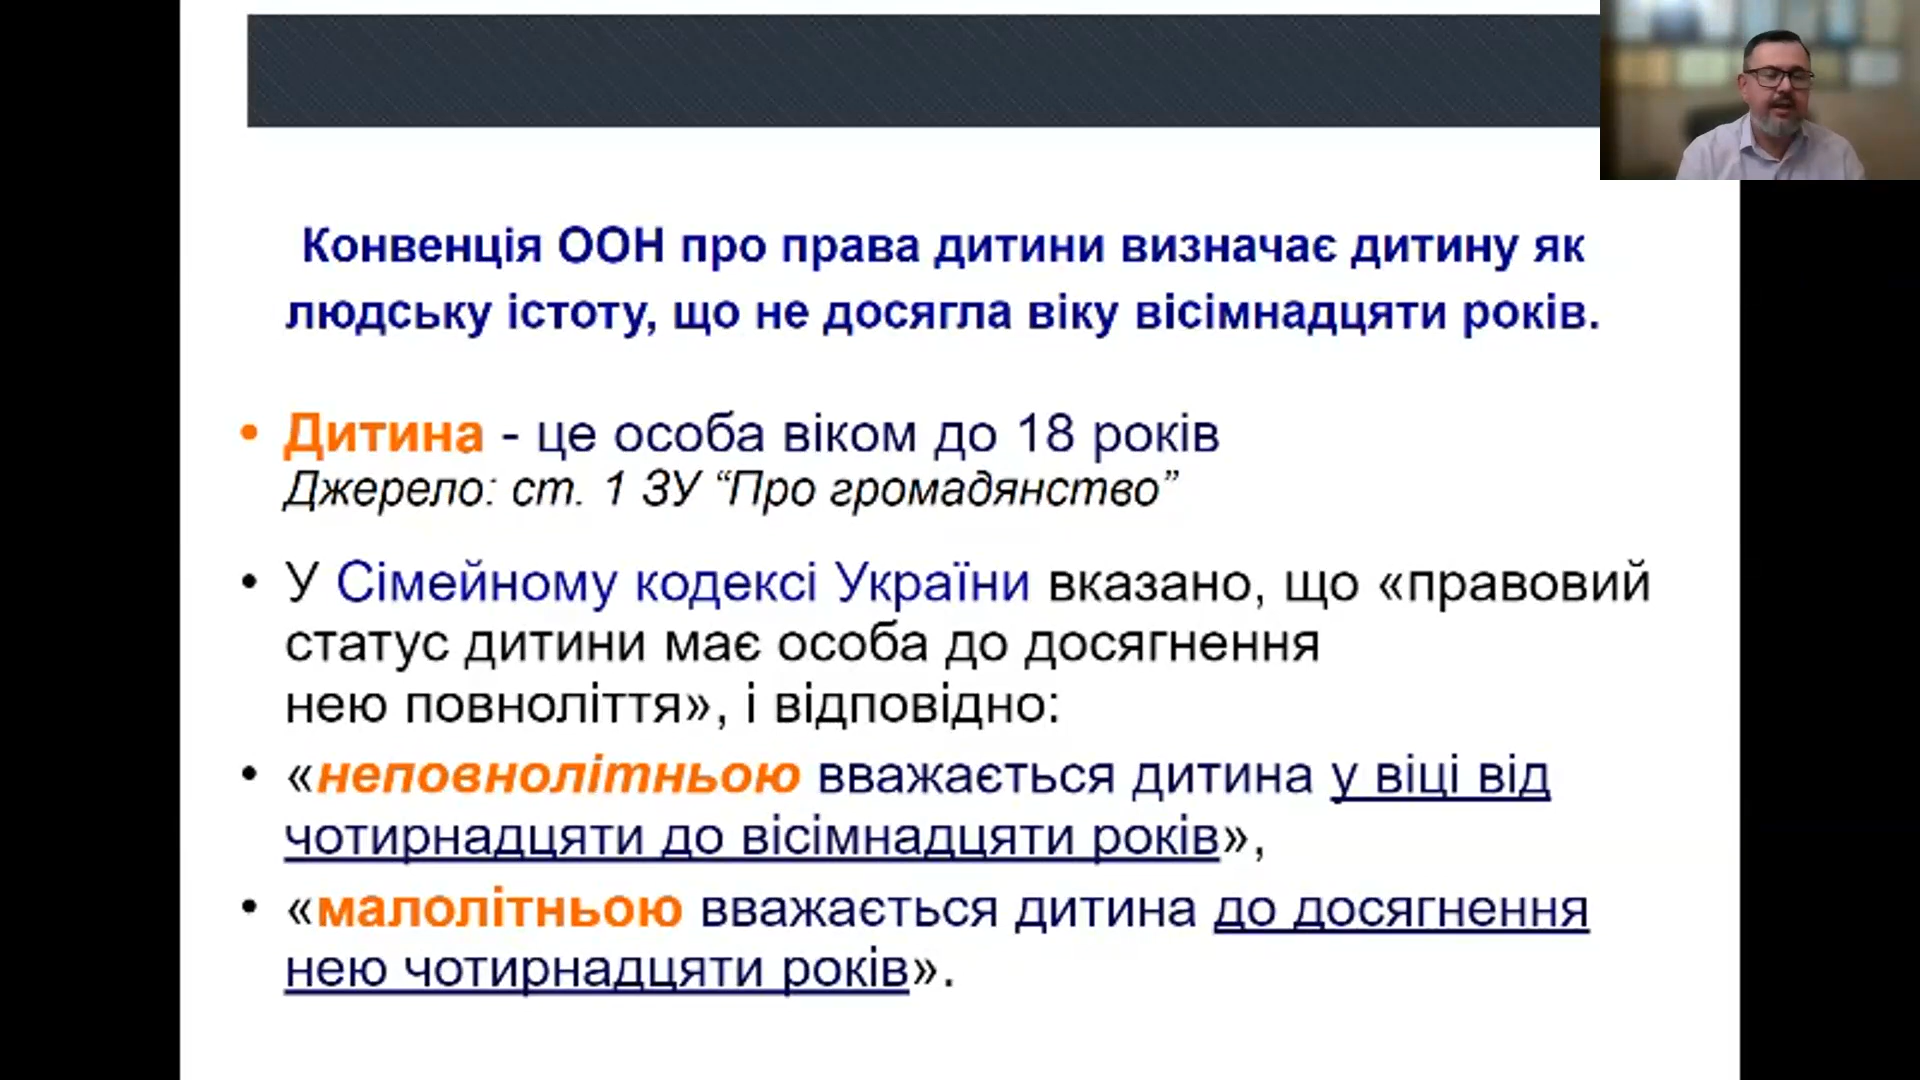 Конвенція ООН про права дитини визначає дитину як
людську істоту, що не досягла віку вісімнадцяти років.
• Дитина - це особа віком до 18 років
Джерело: ст. 1 ЗУ “Про громадянство”
• У Сімейному кодексі України вказано, що «правовий
статус дитини має особа до досягнення
нею повноліття», і відповідно:
• «неповнолітньою вважається дитина у віці від
чотирнадцяти до вісімнадцяти років»,
• «малолітньою вважається дитина до досягнення
нею чотирнадцяти років».